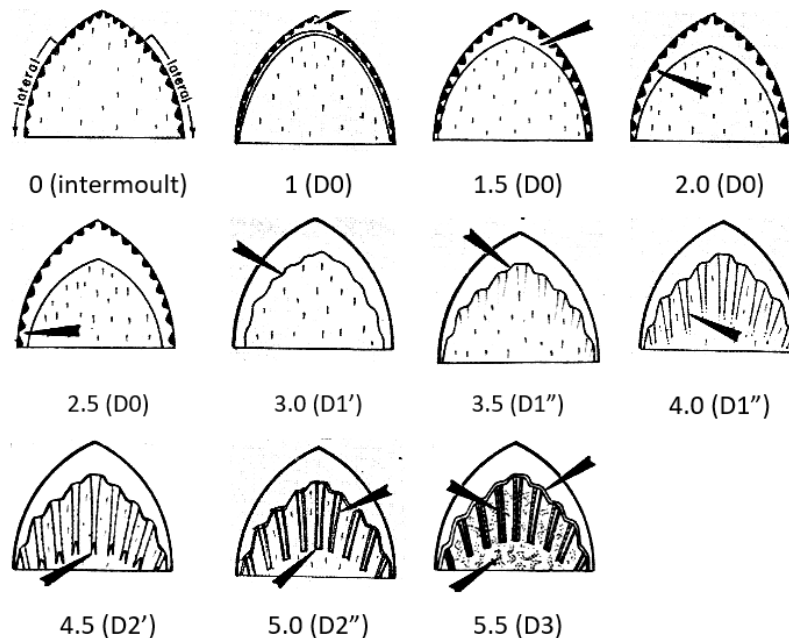 lateral
lateral
0 (intermoult)
1 (D0)
1.5 (D0)
2.0 (D0)
2.5 (D0)
3.0 (D1’)
3.5 (D1”)
4.0 (D1”)
4.5 (D2’)
5.0 (D2”)
5.5 (D3)